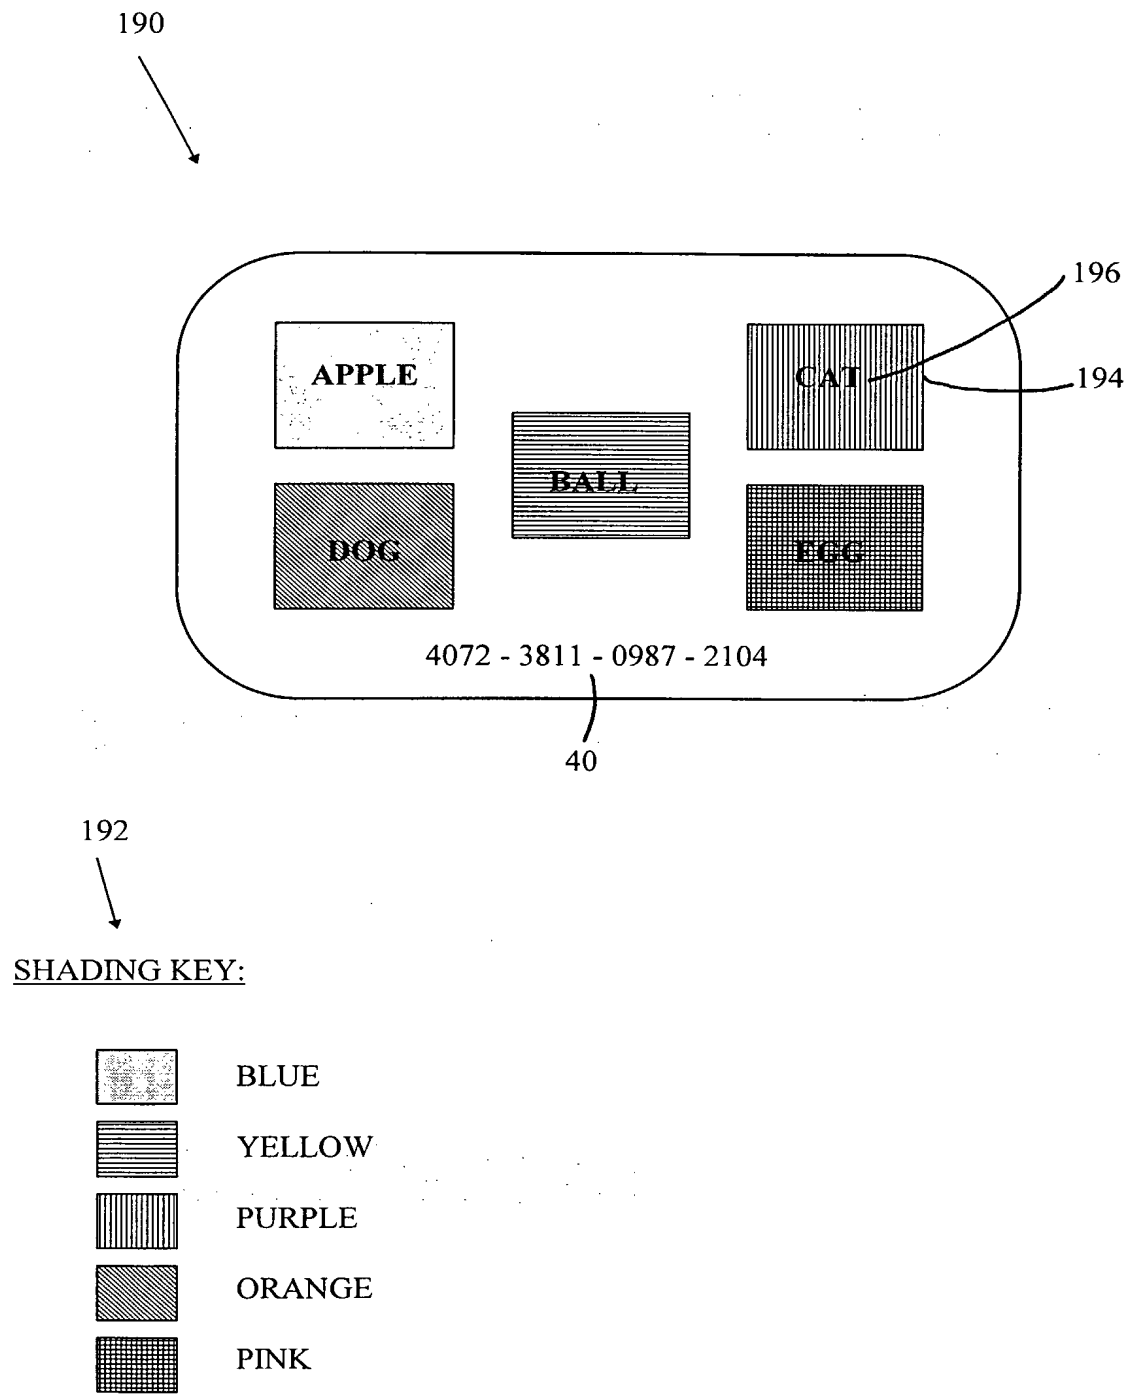 190
196
APPLE
CAT
194
BALL
DOG
EGG
4072 - 3811 - 0987 - 2104
40
192
SHADING KEY:
BLUE
YELLOW
PURPLE
ORANGE
PINK